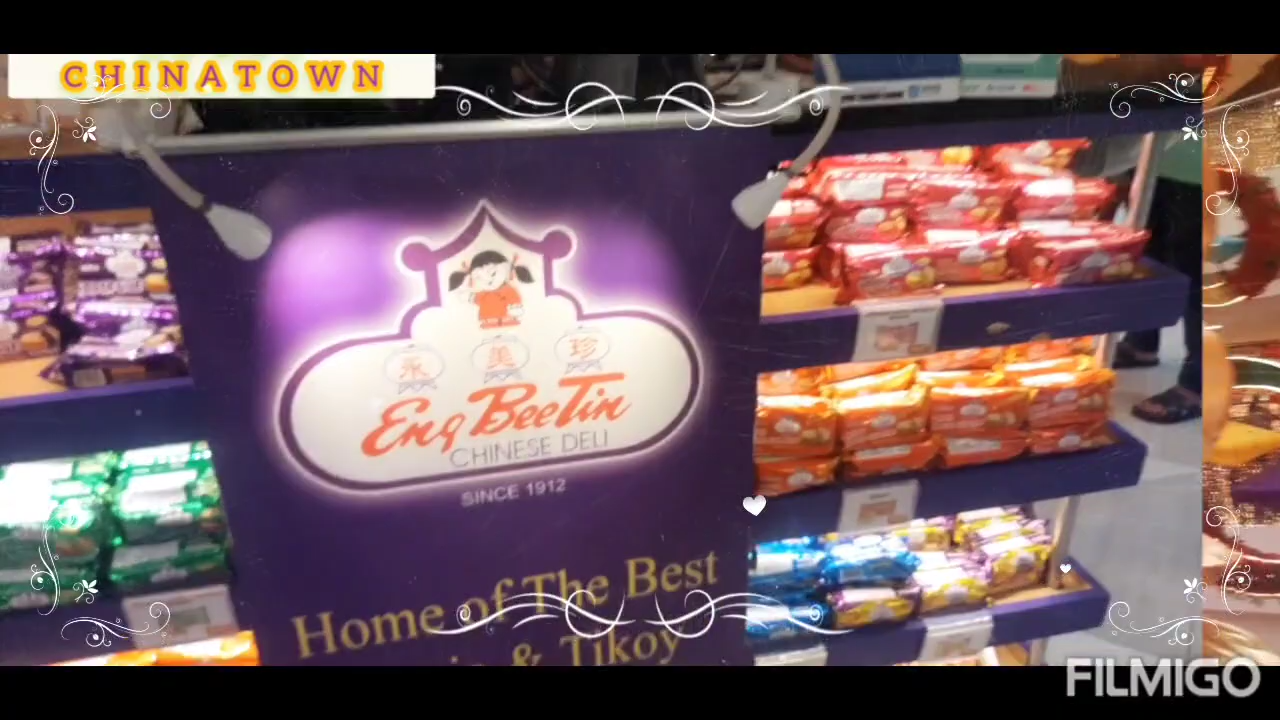 CHINATOWN
永 美 珍
Eng Bee Tin
CHINESE DELI
SINCE 1912
Home of The Best
& Tikoy
FILMIGO